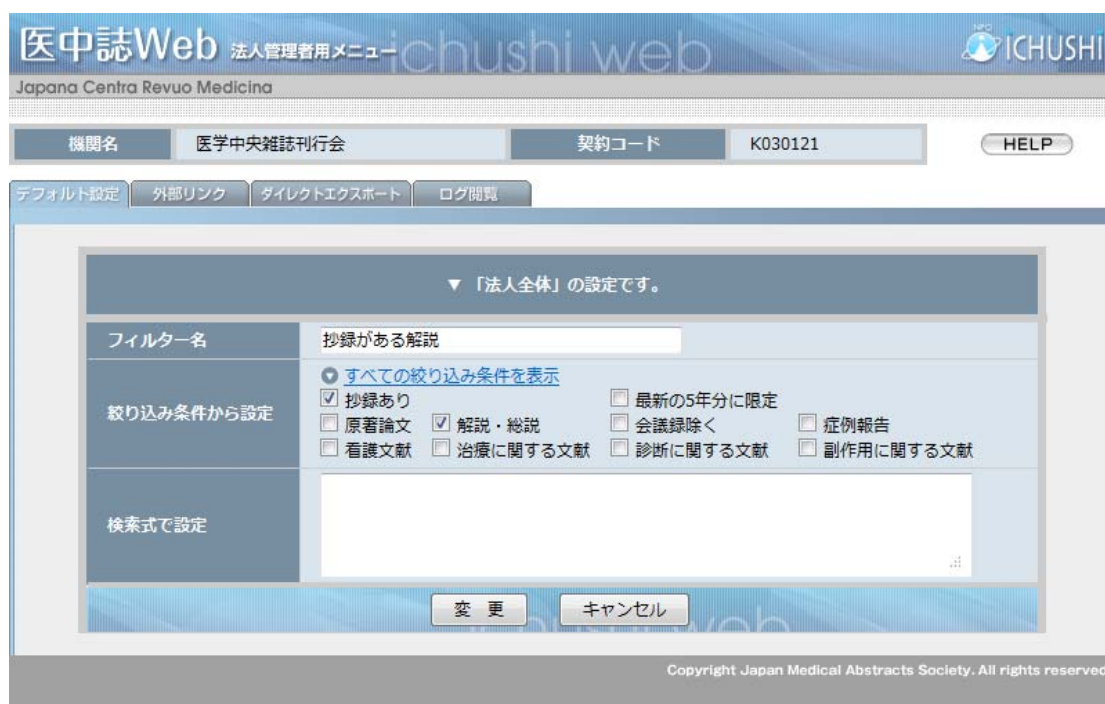 医中誌Web 法人管理者用メニュー ichushi web NPO ICHUSHI
Japana Centra Revuo Medicina
機関名 医学中央雑誌刊行会 契約コード K030121 HELP
デフォルト設定 外部リンク ダイレクトエクスポート ログ閲覧
▼ 「法人全体」の設定です。
フィルター名 抄録がある解説
すべての絞り込み条件を表示
絞り込み条件から設定
抄録あり 最新の5年分に限定
原著論文 解説・総説 会議録除く 症例報告
看護文献 治療に関する文献 診断に関する文献 副作用に関する文献
検索式で設定
変 更 キャンセル
ichushi web
Copyright Japan Medical Abstracts Society. All rights reserved